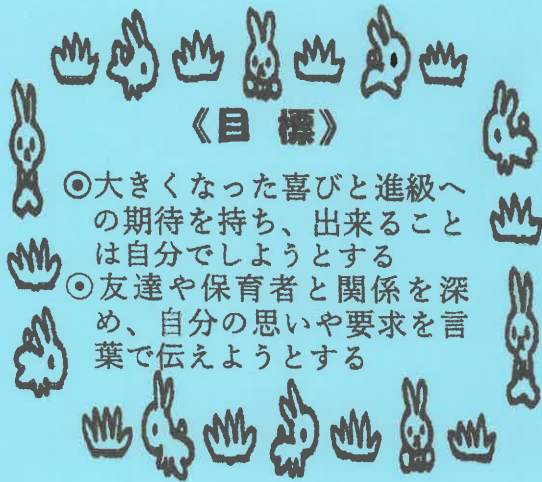 《目 標》
◉大きくなった喜びと進級へ
の期待を持ち、出来ること
は自分でしようとする
◉友達や保育者と関係を深
め、自分の思いや要求を言
葉で伝えようとする